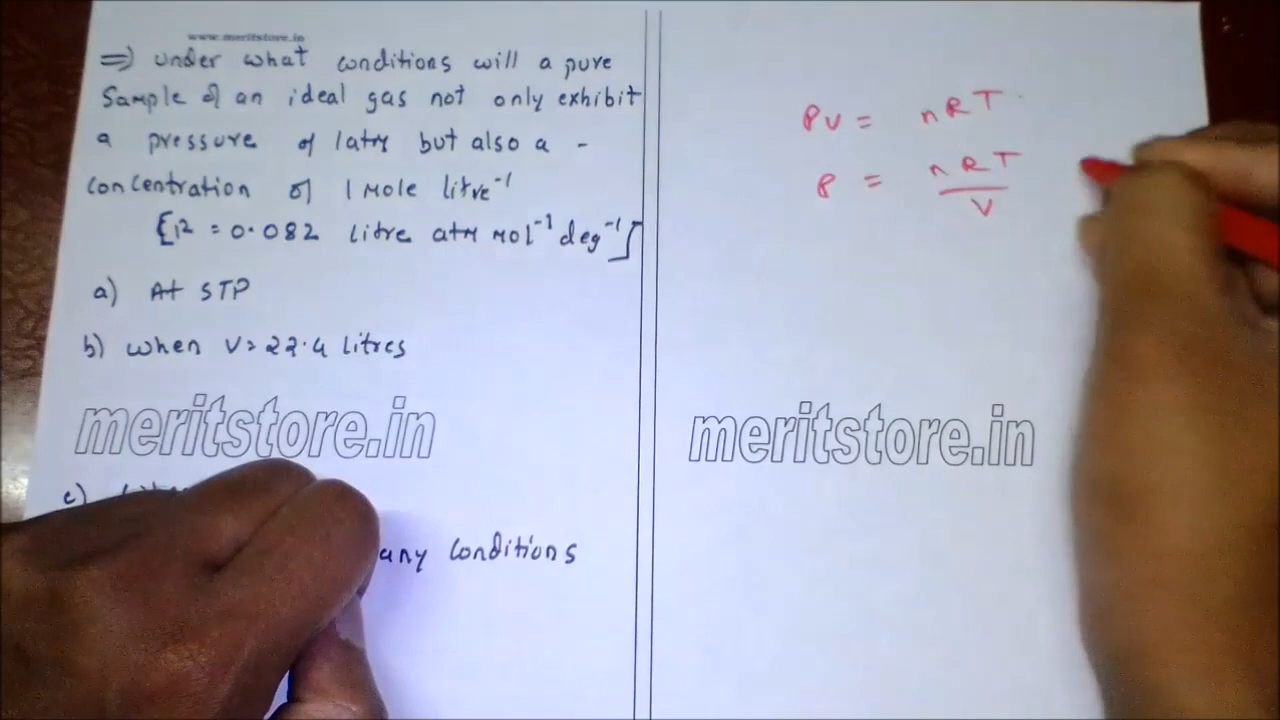 www.meritstore.in
⇒) under what conditions will a pure
Sample of an ideal gas not only exhibit
a pressure of 1atm but also a -
concentration of 1 Mole litre⁻¹
[R = 0.082 litre atm mol⁻¹ deg⁻¹]
a) At STP
b) when V = 22.4 litres
meritstore.in
c)
any conditions
PV = nRT
P = nRT
V
meritstore.in